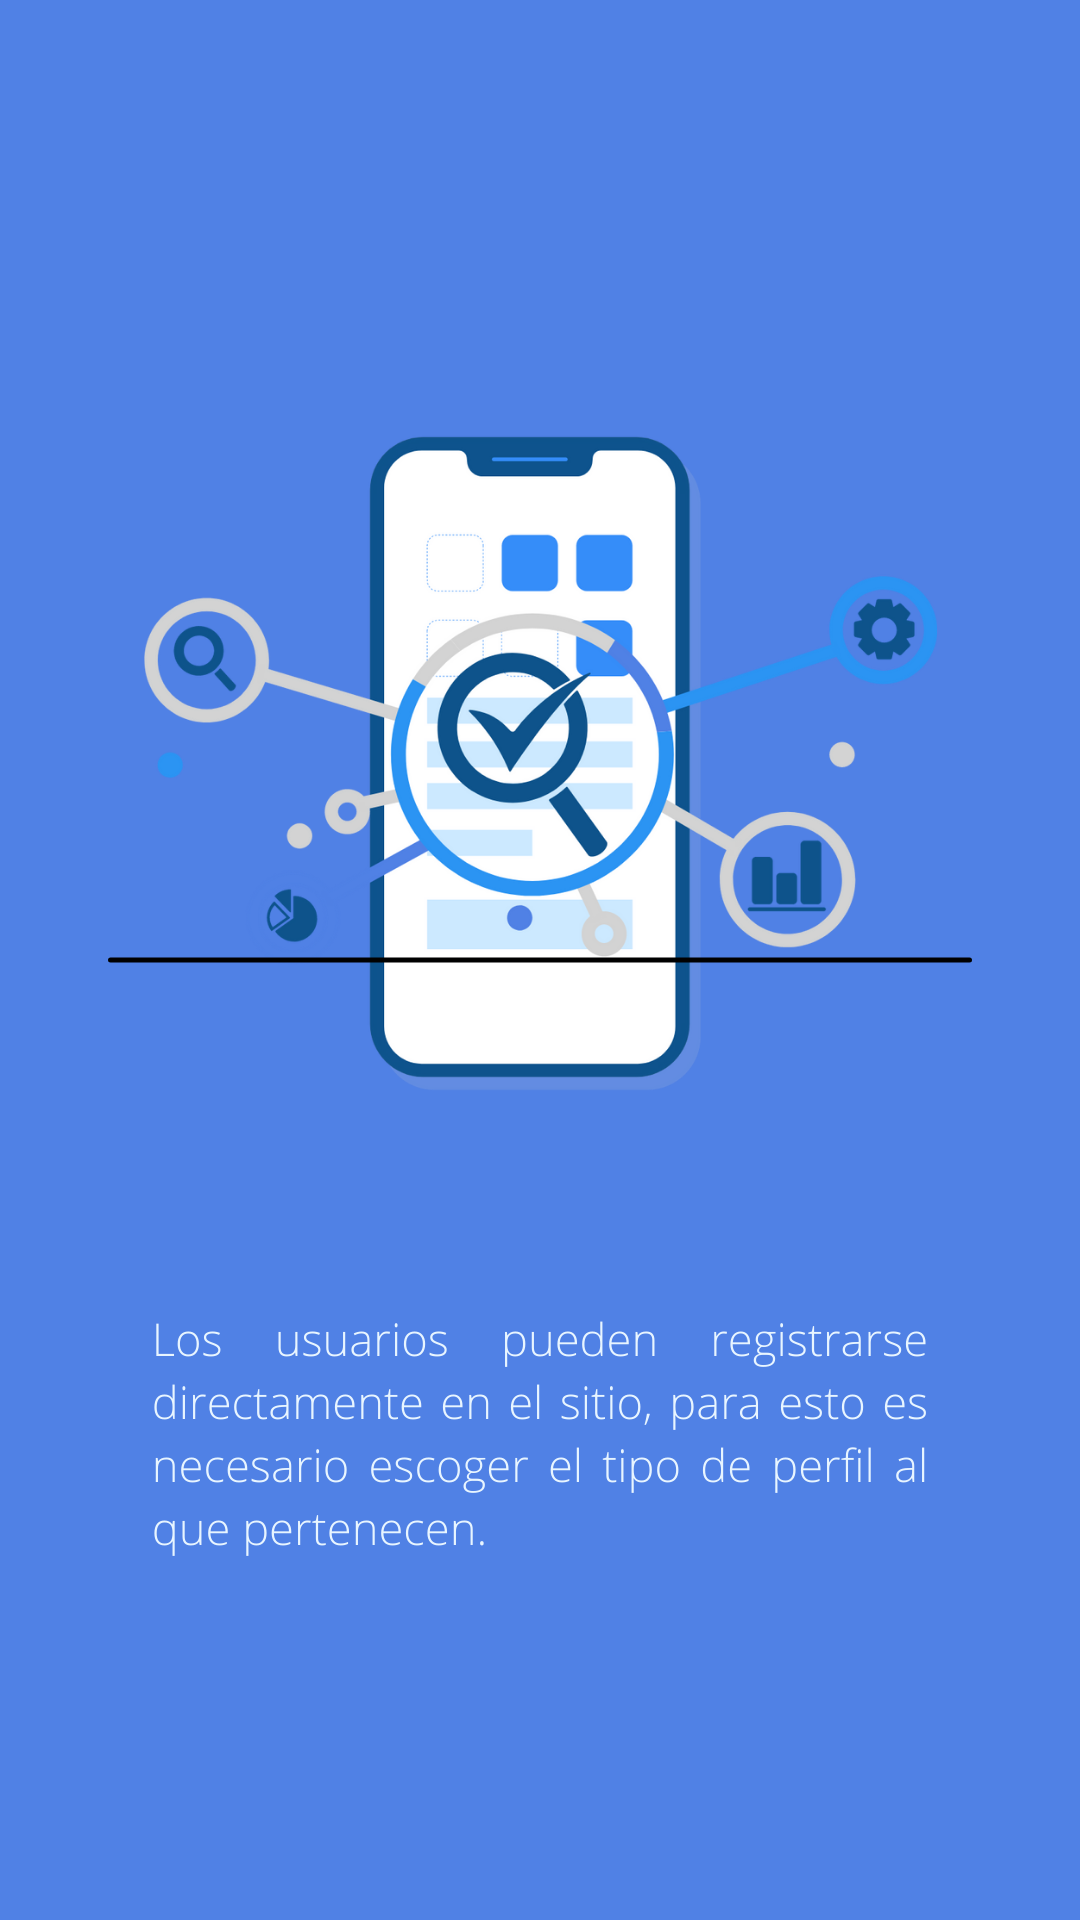 Los usuarios pueden registrarse
directamente en el sitio, para esto es
necesario escoger el tipo de perfil al
que pertenecen.